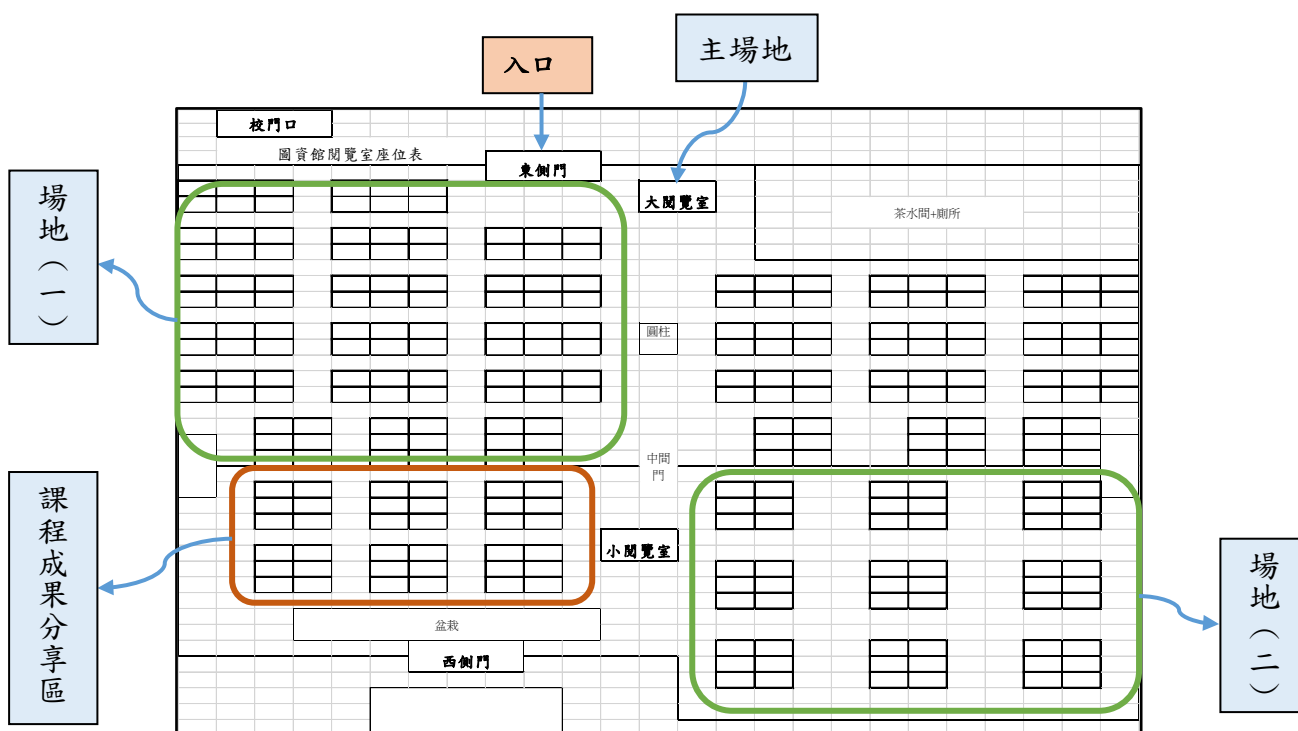 入口
主場地
校門口
圖資館閱覽室座位表
東側門
大閱覽室
茶水間+廁所
場地（一）
圓柱
中間
門
課程成果分享區
小閱覽室
場地（二）
盆栽
西側門